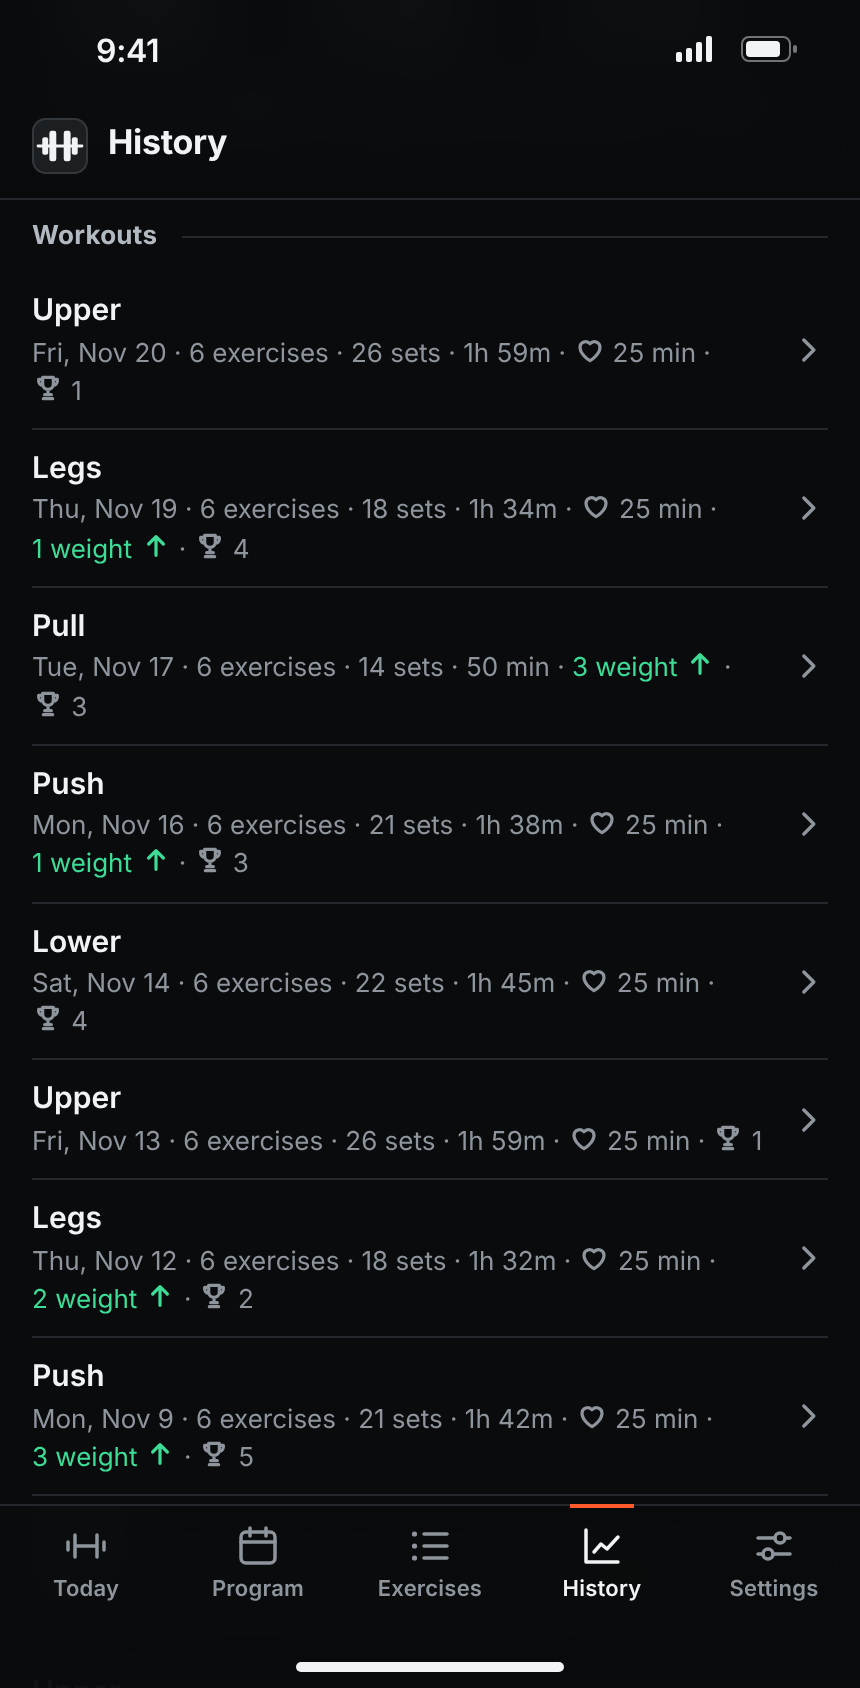 9:41
History
Workouts
Upper
Fri, Nov 20 · 6 exercises · 26 sets · 1h 59m · 25 min ·
1
Legs
Thu, Nov 19 · 6 exercises · 18 sets · 1h 34m · 25 min ·
1 weight ↑ · 4
Pull
Tue, Nov 17 · 6 exercises · 14 sets · 50 min · 3 weight ↑ ·
3
Push
Mon, Nov 16 · 6 exercises · 21 sets · 1h 38m · 25 min ·
1 weight ↑ · 3
Lower
Sat, Nov 14 · 6 exercises · 22 sets · 1h 45m · 25 min ·
4
Upper
Fri, Nov 13 · 6 exercises · 26 sets · 1h 59m · 25 min · 1
Legs
Thu, Nov 12 · 6 exercises · 18 sets · 1h 32m · 25 min ·
2 weight ↑ · 2
Push
Mon, Nov 9 · 6 exercises · 21 sets · 1h 42m · 25 min ·
3 weight ↑ · 5
Today
Program
Exercises
History
Settings